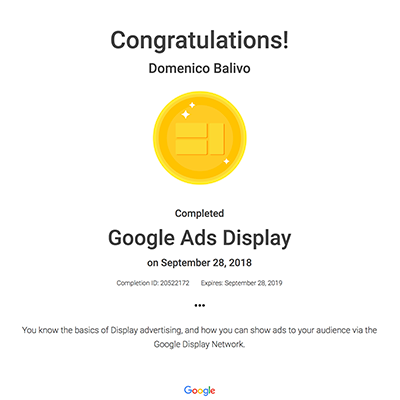 Congratulations!
Domenico Balivo
Completed
Google Ads Display
on September 28, 2018
Completion ID: 20522172 Expires: September 28, 2019
•••
You know the basics of Display advertising, and how you can show ads to your audience via the
Google Display Network.
Google